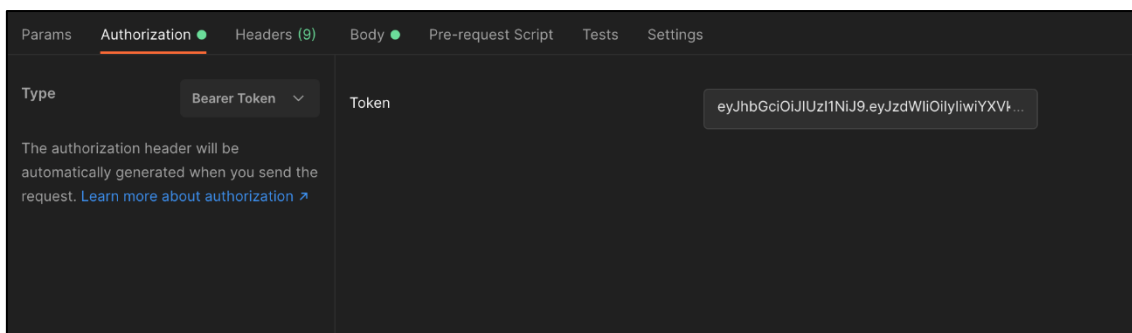 Params Authorization Headers (9) Body Pre-request Script Tests Settings
Type Bearer Token
The authorization header will be
automatically generated when you send the
request. Learn more about authorization ↗
Token eyJhbGciOiJIUzI1NiJ9.eyJzdWIiOiIyIiwiYXVk...